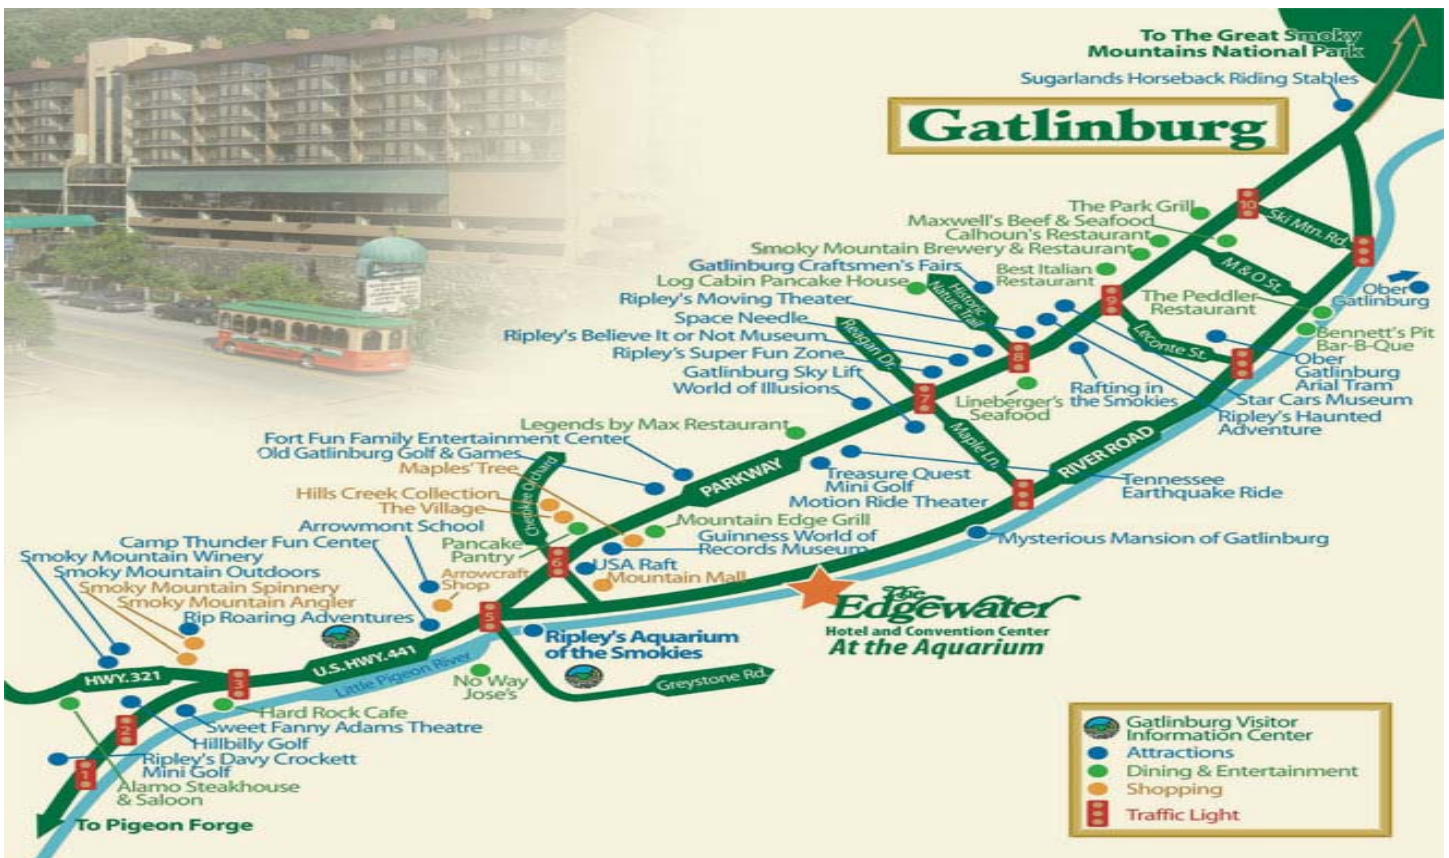 To The Great Smoky
Mountains National Park
Sugarlands Horseback Riding Stables
Gatlinburg
The Park Grill
Maxwell's Beef & Seafood
Calhoun's Restaurant
Smoky Mountain Brewery & Restaurant
Gatlinburg Craftsmen's Fairs
Log Cabin Pancake House
Ripley's Moving Theater
Space Needle
Ripley's Believe It or Not Museum
Ripley's Super Fun Zone
Gatlinburg Sky Lift
World of Illusions
Legends by Max Restaurant
Fort Fun Family Entertainment Center
Old Gatlinburg Golf & Games
Maples' Tree
Hills Creek Collection
The Village
Arrowmont School
Camp Thunder Fun Center
Smoky Mountain Winery
Smoky Mountain Outdoors
Smoky Mountain Spinnery
Smoky Mountain Angler
Rip Roaring Adventures
Pancake
Pantry
Arrowcraft
Shop
Best Italian
Restaurant
Historic
Nature Trail
Reagan Dr.
Cherokee Orchard
10
Ski Mtn. Rd.
M & O St.
9
Leconte St.
8
7
Maple Ln.
PARKWAY
RIVER ROAD
6
5
U.S. HWY. 441
HWY. 321
3
2
1
Little Pigeon River
Greystone Rd.
The Peddler
Restaurant
Ober
Gatlinburg
Bennett's Pit
Bar-B-Que
Ober
Gatlinburg
Arial Tram
Star Cars Museum
Ripley's Haunted
Adventure
Rafting in
the Smokies
Lineberger's
Seafood
Treasure Quest
Mini Golf
Motion Ride Theater
Tennessee
Earthquake Ride
Mysterious Mansion of Gatlinburg
Mountain Edge Grill
Guinness World of
Records Museum
USA Raft
Mountain Mall
The
Edgewater
Hotel and Convention Center
At the Aquarium
Ripley's Aquarium
of the Smokies
No Way
Jose's
Hard Rock Cafe
Sweet Fanny Adams Theatre
Hillbilly Golf
Ripley's Davy Crockett
Mini Golf
Alamo Steakhouse
& Saloon
To Pigeon Forge
Gatlinburg Visitor
Information Center
Attractions
Dining & Entertainment
Shopping
Traffic Light